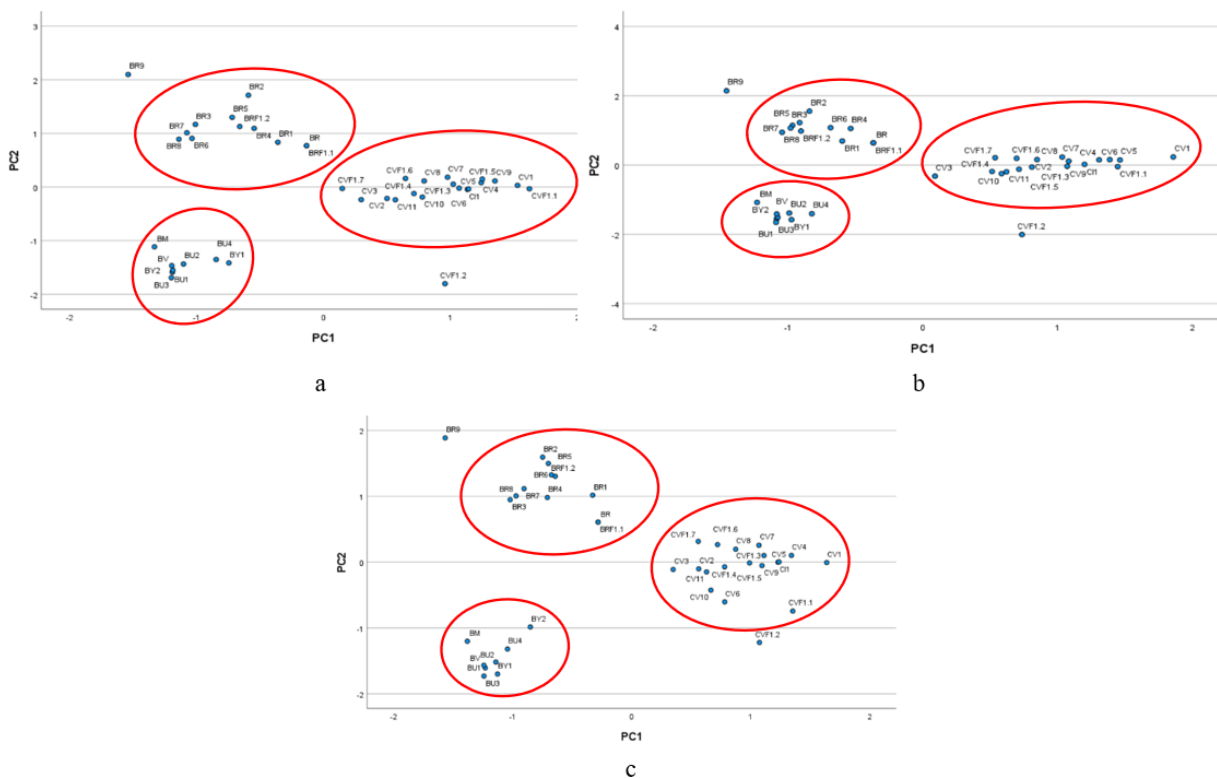 3
2
1
0
-1
-2
PC2
-2
-1
0
1
2
PC1
BR9
BR2
BR3
BR5
BRF1.2
BR7
BR8
BR6
BR4
BR1
BR
BRF1.1
CVF1.7
CVF1.6
CV8
CV7
CVF1.5
CV9
CV1
CVF1.4
CV5
CV3
CVF1.3
CI1
CV4
CVF1.1
CV2
CV11
CV10
CV6
CVF1.2
BM
BV
BU2
BU4
BY1
BY2
BU1
BU3
a
4
2
0
-2
-4
PC2
-2
-1
0
1
2
PC1
BR9
BR2
BR5
BR3
BR6
BR4
BR7
BRF1.2
BR8
BR1
BR
BRF1.1
CVF1.7
CVF1.6
CV8
CV7
CV4
CV6
CV5
CV1
CVF1.4
CV2
CV3
CV10
CV11
CVF1.3
CV9
CI1
CVF1.1
CVF1.5
CVF1.2
BM
BV
BU2
BU4
BY2
BU1
BU3
BY1
b
2
1
0
-1
-2
PC2
-2
-1
0
1
2
PC1
BR9
BR2
BR5
BRF1.2
BR6
BR8
BR7
BR4
BR1
BR3
BR
BRF1.1
CVF1.7
CVF1.6
CV8
CV7
CV4
CV3
CV2
CVF1.3
CV5
CI1
CV1
CV11
CVF1.4
CVF1.5
CV9
CV10
CV6
CVF1.1
CVF1.2
BM
BY2
BU4
BV
BU2
BU1
BY1
BU3
c